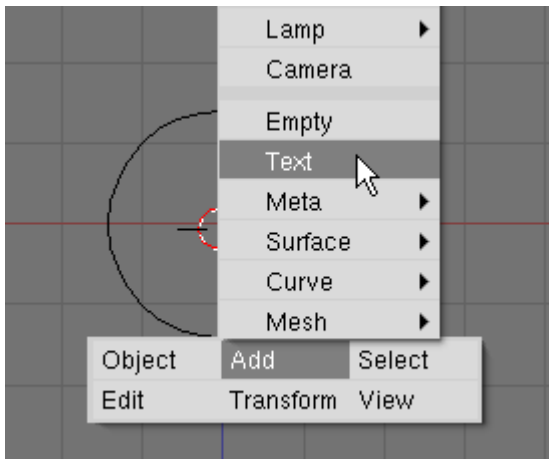 Lamp
Camera
Empty
Text
Meta
Surface
Curve
Mesh
Object Add Select
Edit Transform View